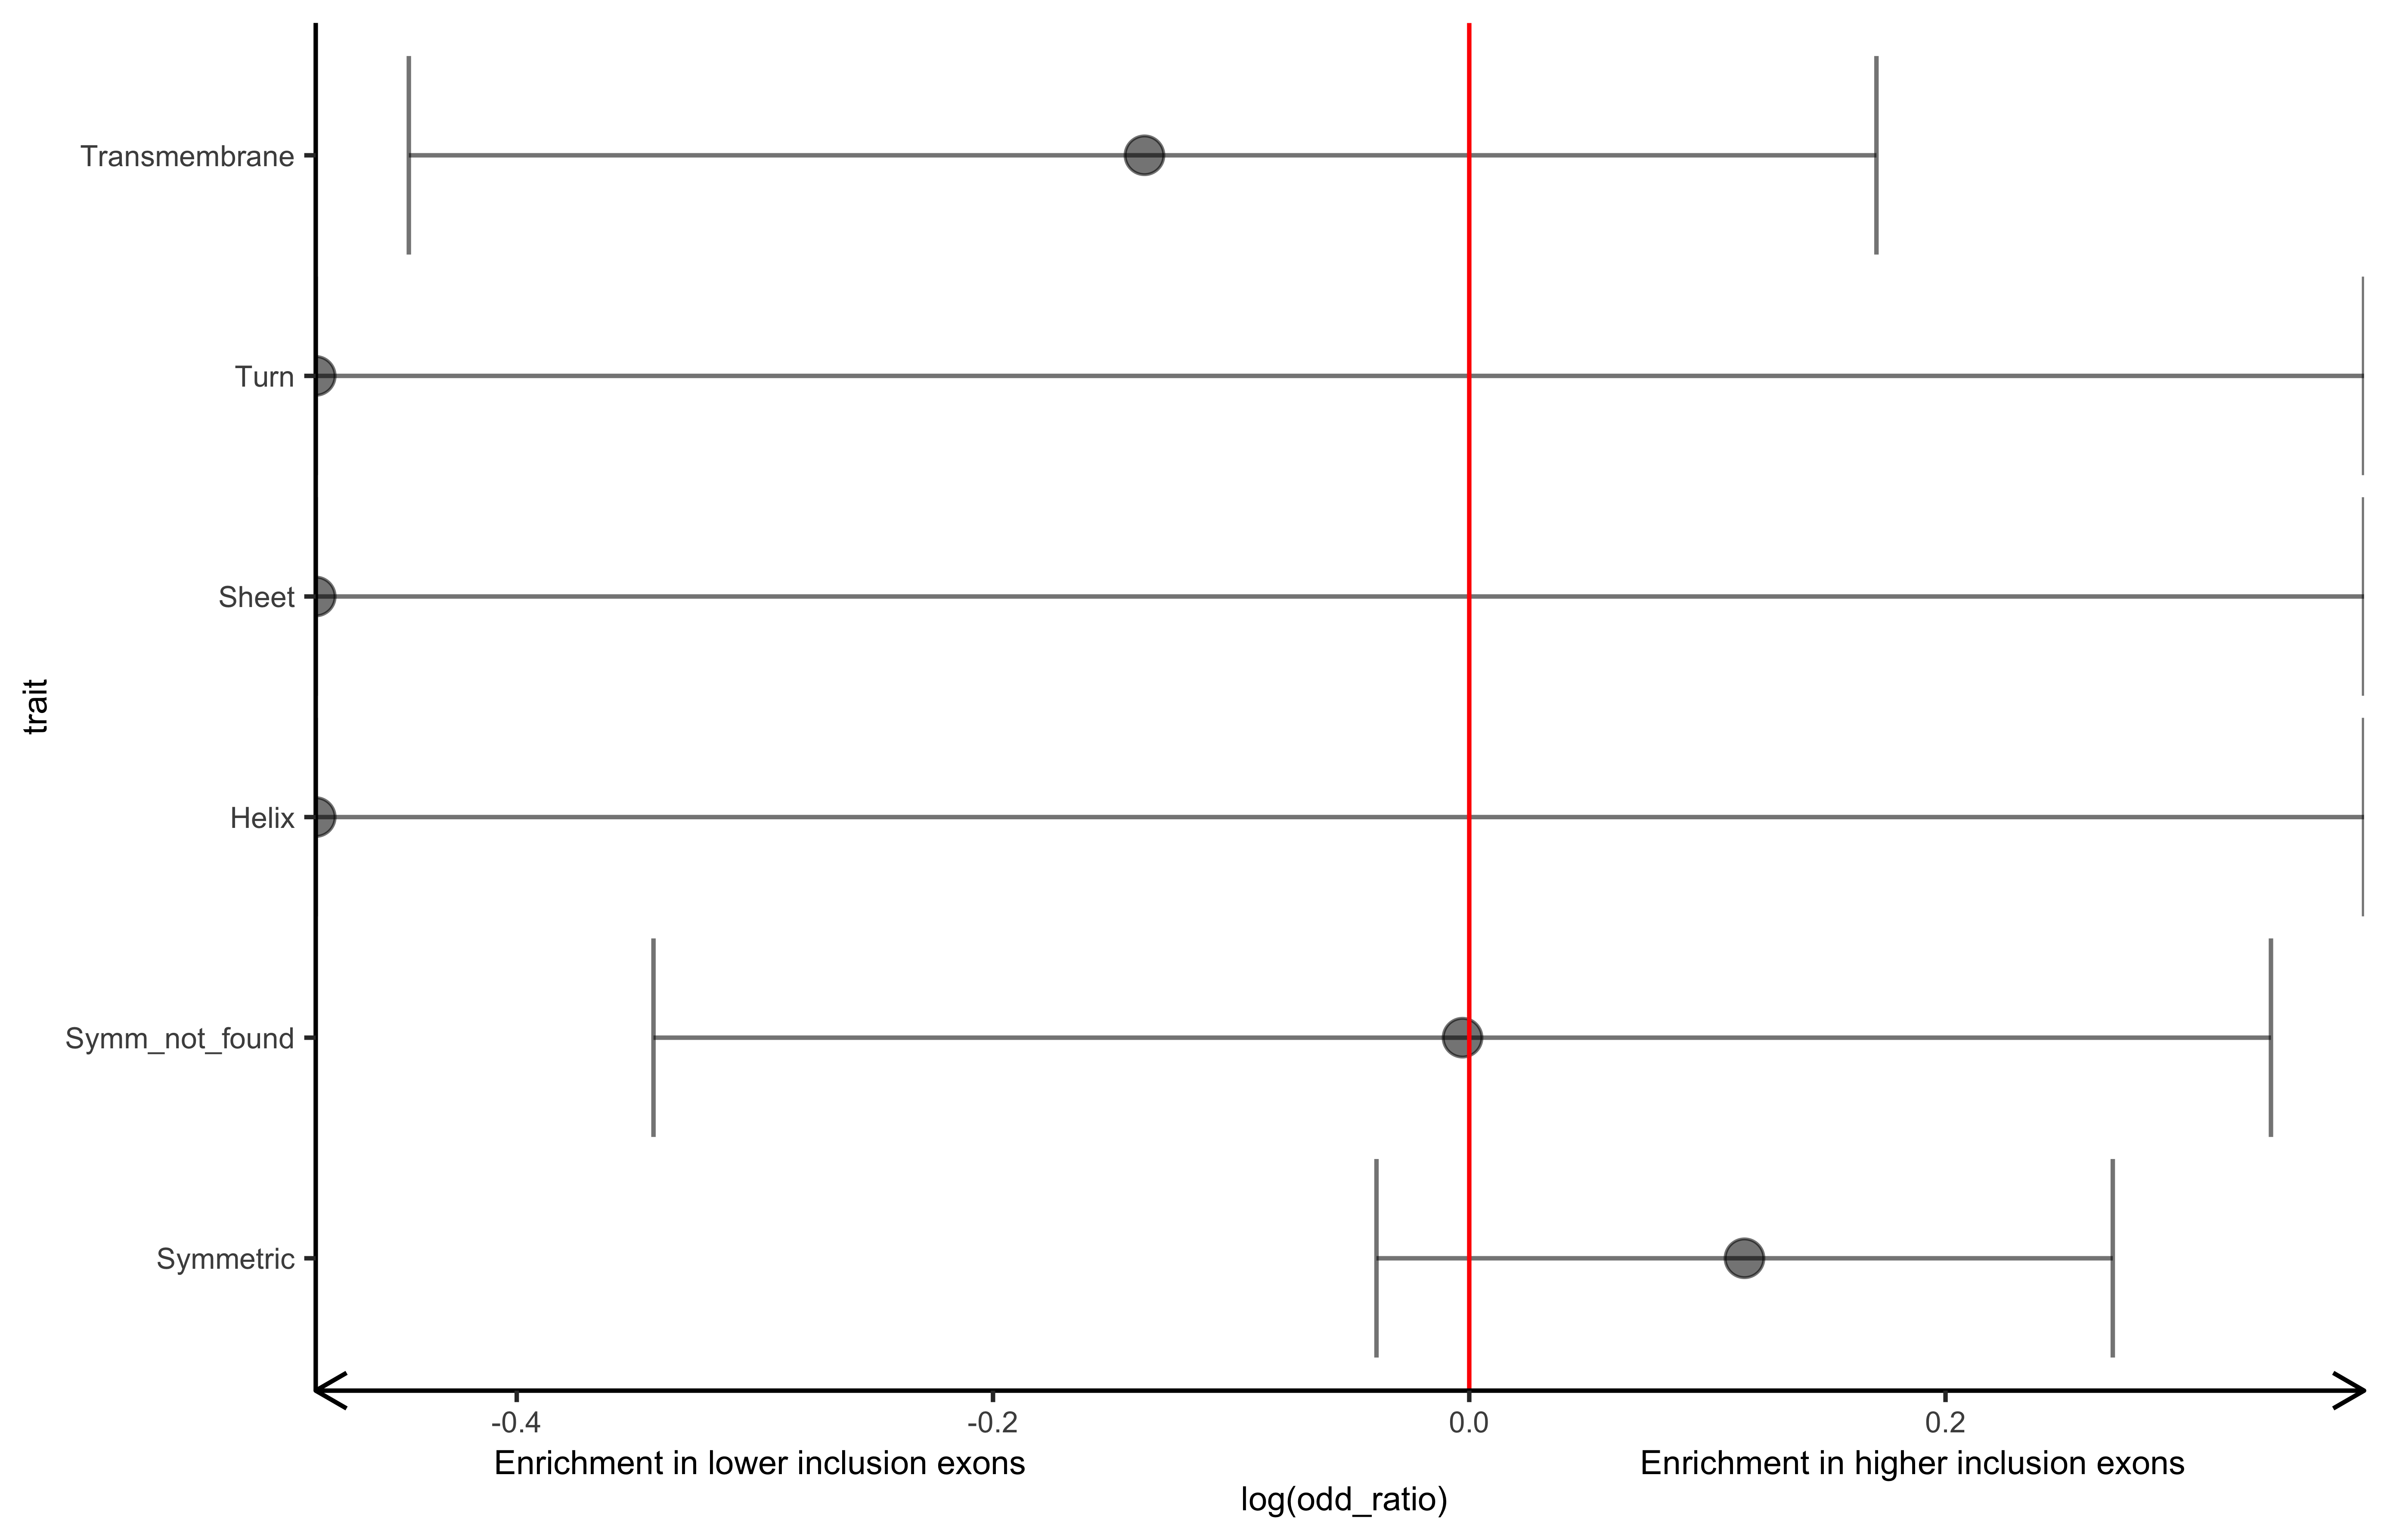 trait
Transmembrane
Turn
Sheet
Helix
Symm_not_found
Symmetric
-0.4 -0.2 0.0 0.2
Enrichment in lower inclusion exons Enrichment in higher inclusion exons
log(odd_ratio)